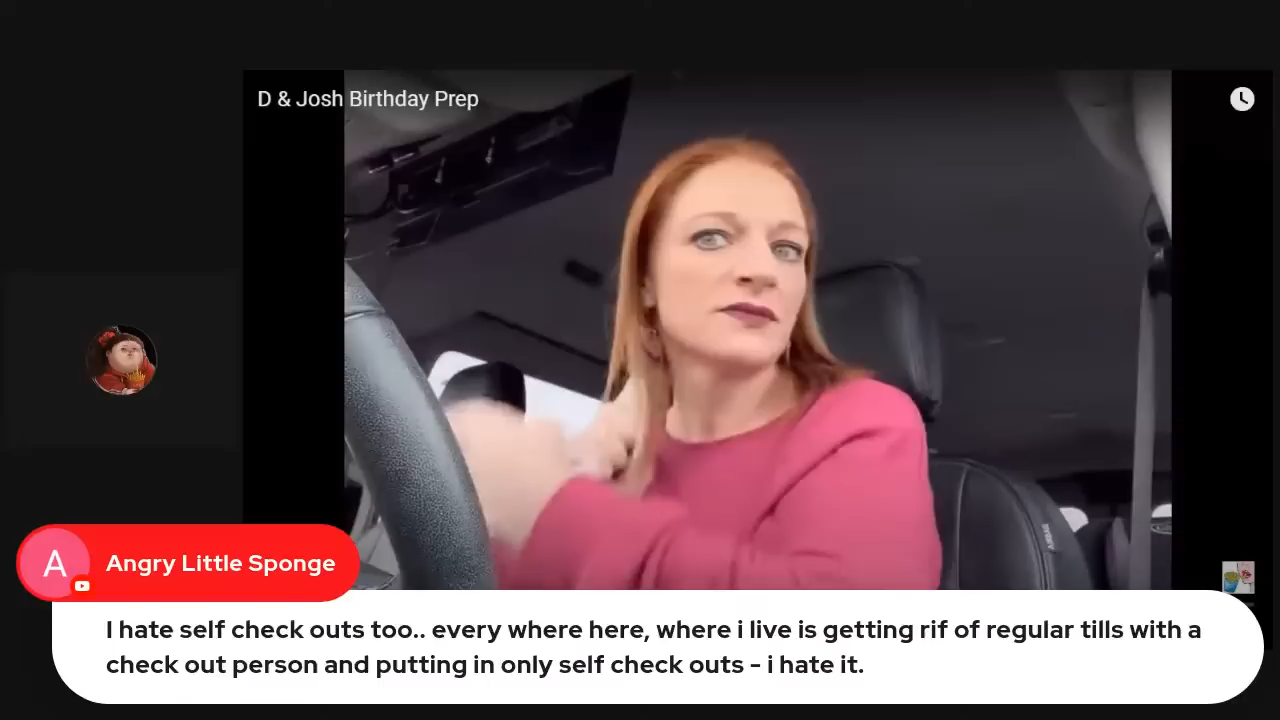 D & Josh Birthday Prep
A
Angry Little Sponge
I hate self check outs too.. every where here, where i live is getting rif of regular tills with a
check out person and putting in only self check outs - i hate it.